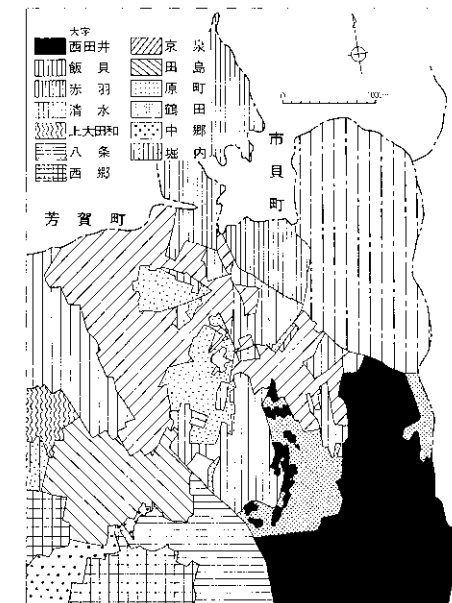 大字
西田井
飯貝
赤羽
清水
上大田和
八条
西郷
京泉
田島
原町
鶴田
中郷
堀内
市貝町
芳賀町